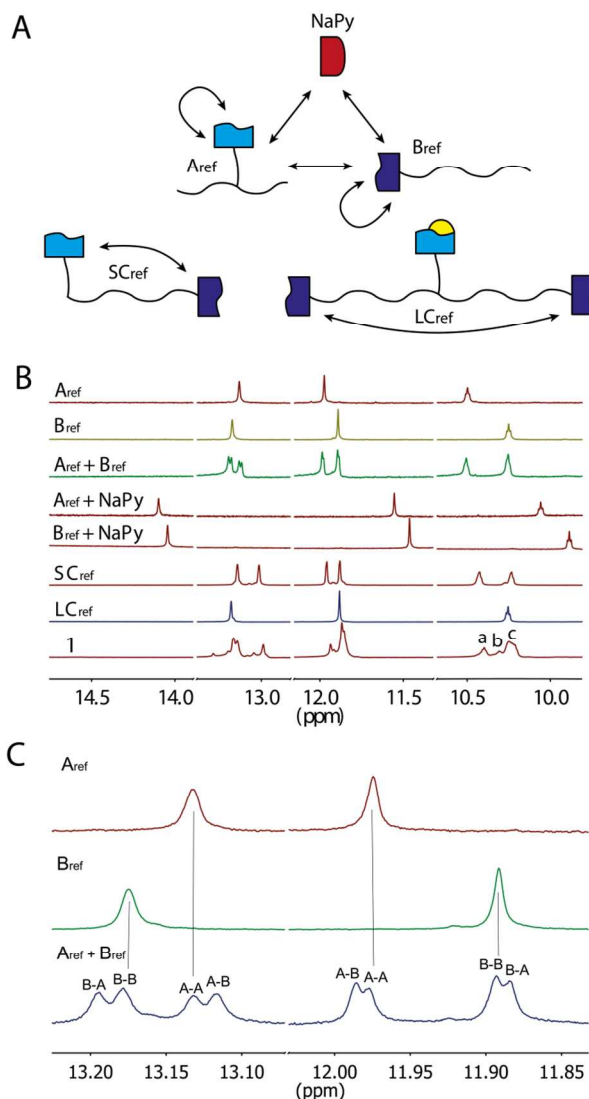 A
NaPy
Aref
Bref
SCref
LCref
B
Aref
Bref
Aref + Bref
Aref + NaPy
Bref + NaPy
SCref
LCref
1
a b c
14.5 14.0 13.0 12.0 11.5 10.5 10.0
(ppm)
C
Aref
Bref
Aref + Bref
B-A B-B A-A A-B A-B A-A B-B B-A
13.20 13.15 13.10 12.00 11.95 11.90 11.85
(ppm)